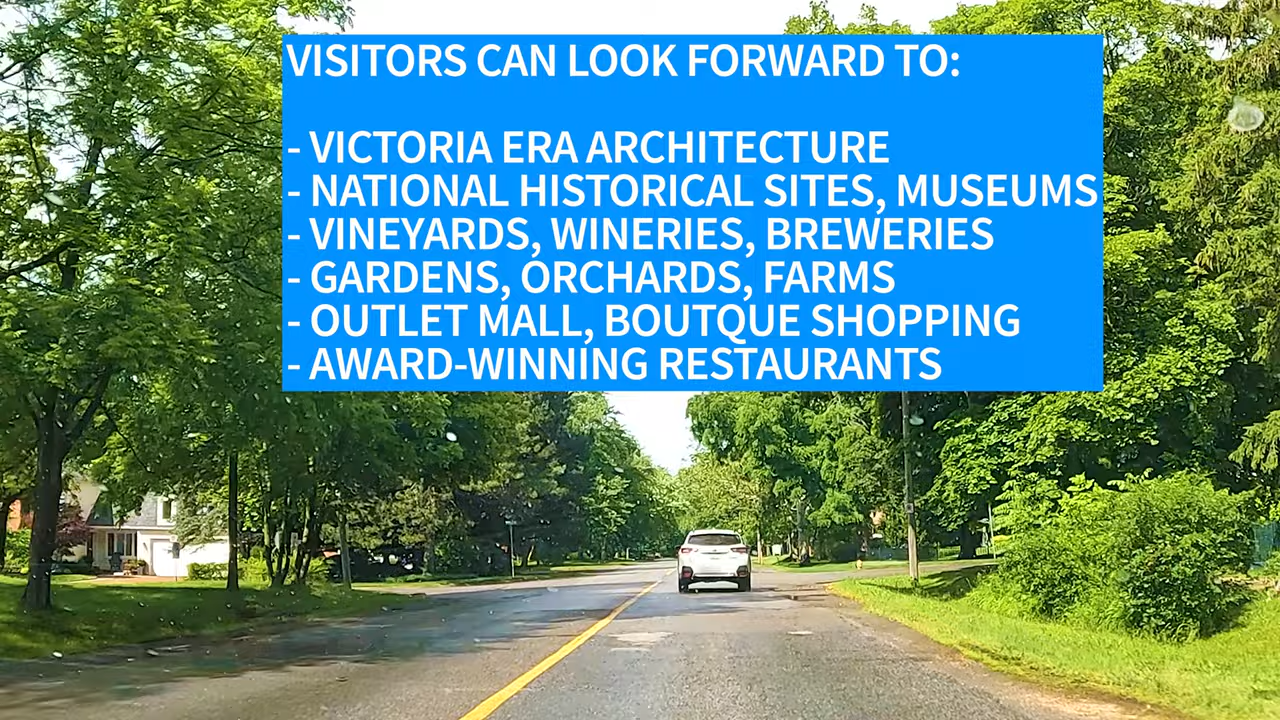 VISITORS CAN LOOK FORWARD TO:
- VICTORIA ERA ARCHITECTURE
- NATIONAL HISTORICAL SITES, MUSEUMS
- VINEYARDS, WINERIES, BREWERIES
- GARDENS, ORCHARDS, FARMS
- OUTLET MALL, BOUTQUE SHOPPING
- AWARD-WINNING RESTAURANTS